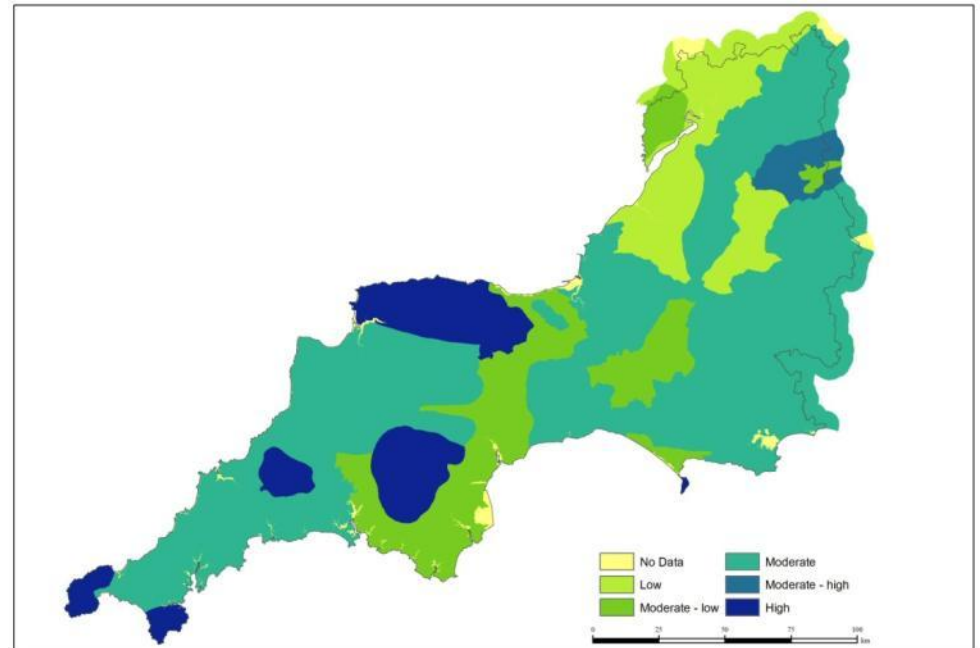 No Data
Low
Moderate - low
Moderate
Moderate - high
High
0 25 50 75 100
km